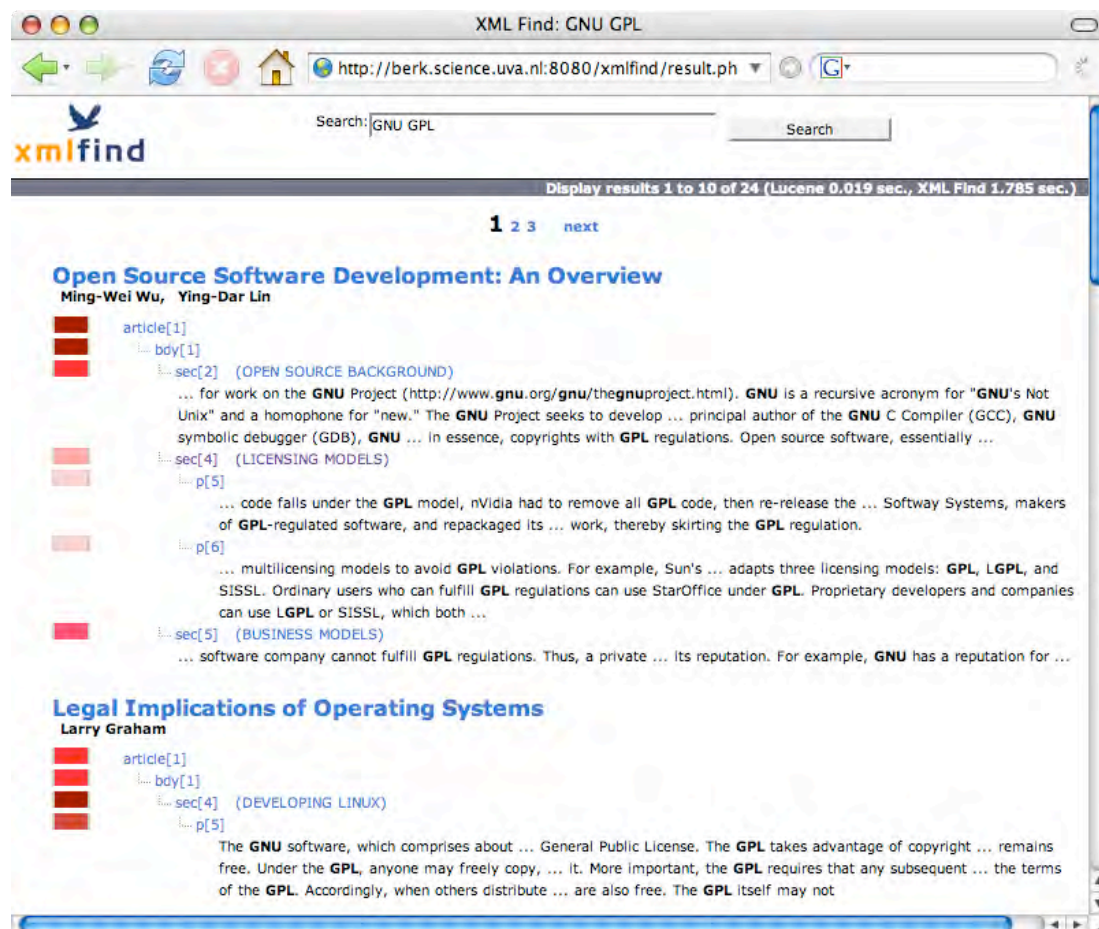 XML Find: GNU GPL
http://berk.science.uva.nl:8080/xmlfind/result.ph
G
xmlfind
Search: GNU GPL Search
Display results 1 to 10 of 24 (Lucene 0.019 sec., XML Find 1.785 sec.)
1 2 3 next
Open Source Software Development: An Overview
Ming-Wei Wu, Ying-Dar Lin
article[1]
bdy[1]
sec[2] (OPEN SOURCE BACKGROUND)
... for work on the GNU Project (http://www.gnu.org/gnu/thegnuproject.html). GNU is a recursive acronym for "GNU's Not
Unix" and a homophone for "new." The GNU Project seeks to develop ... principal author of the GNU C Compiler (GCC), GNU
symbolic debugger (GDB), GNU ... in essence, copyrights with GPL regulations. Open source software, essentially ...
sec[4] (LICENSING MODELS)
p[5]
... code falls under the GPL model, nVidia had to remove all GPL code, then re-release the ... Softway Systems, makers
of GPL-regulated software, and repackaged its ... work, thereby skirting the GPL regulation.
p[6]
... multilicensing models to avoid GPL violations. For example, Sun's ... adapts three licensing models: GPL, LGPL, and
SISSL. Ordinary users who can fulfill GPL regulations can use StarOffice under GPL. Proprietary developers and companies
can use LGPL or SISSL, which both ...
sec[5] (BUSINESS MODELS)
... software company cannot fulfill GPL regulations. Thus, a private ... its reputation. For example, GNU has a reputation for ...
Legal Implications of Operating Systems
Larry Graham
article[1]
bdy[1]
sec[4] (DEVELOPING LINUX)
p[5]
The GNU software, which comprises about ... General Public License. The GPL takes advantage of copyright ... remains
free. Under the GPL, anyone may freely copy, ... it. More important, the GPL requires that any subsequent ... the terms
of the GPL. Accordingly, when others distribute ... are also free. The GPL itself may not